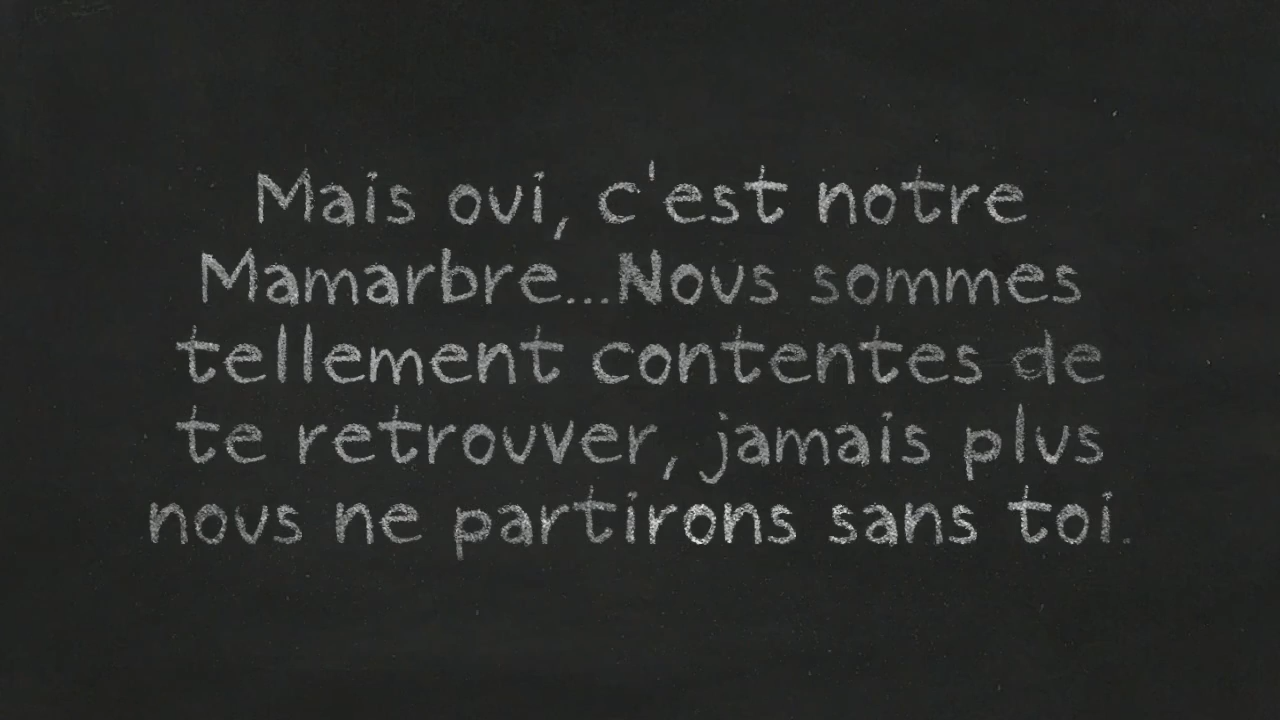 Mais oui, c'est notre
Mamarbre...Nous sommes
tellement contentes de
te retrouver, jamais plus
nous ne partirons sans toi.